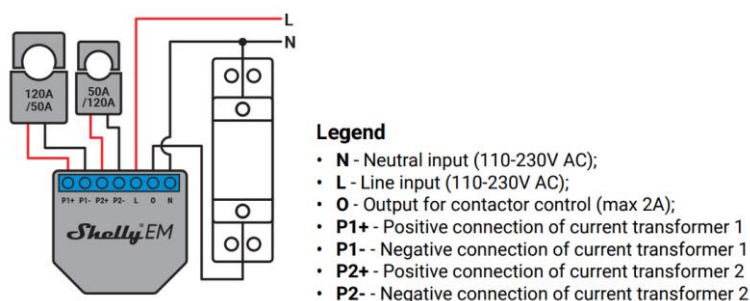 L
N
120A
/50A
50A
/120A
P1+ P1- P2+ P2- L O N
Shelly EM
Legend
• N - Neutral input (110-230V AC);
• L - Line input (110-230V AC);
• O - Output for contactor control (max 2A);
• P1+ - Positive connection of current transformer 1
• P1- - Negative connection of current transformer 1
• P2+ - Positive connection of current transformer 2
• P2- - Negative connection of current transformer 2